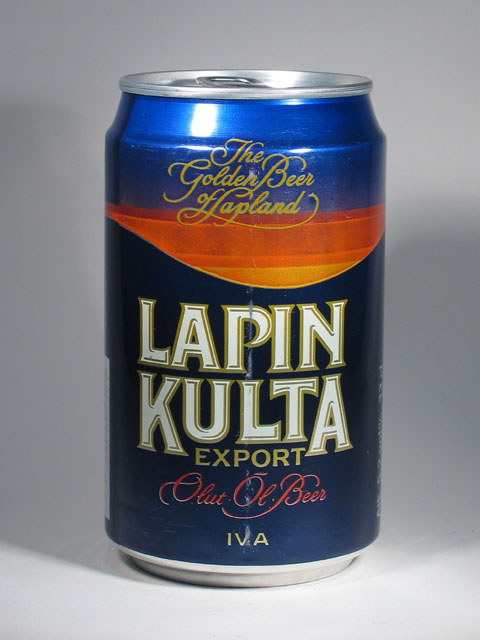 The
Golden Beer
of Lapland
LAPIN
KULTA
EXPORT
Olut·Öl·Beer
IV A